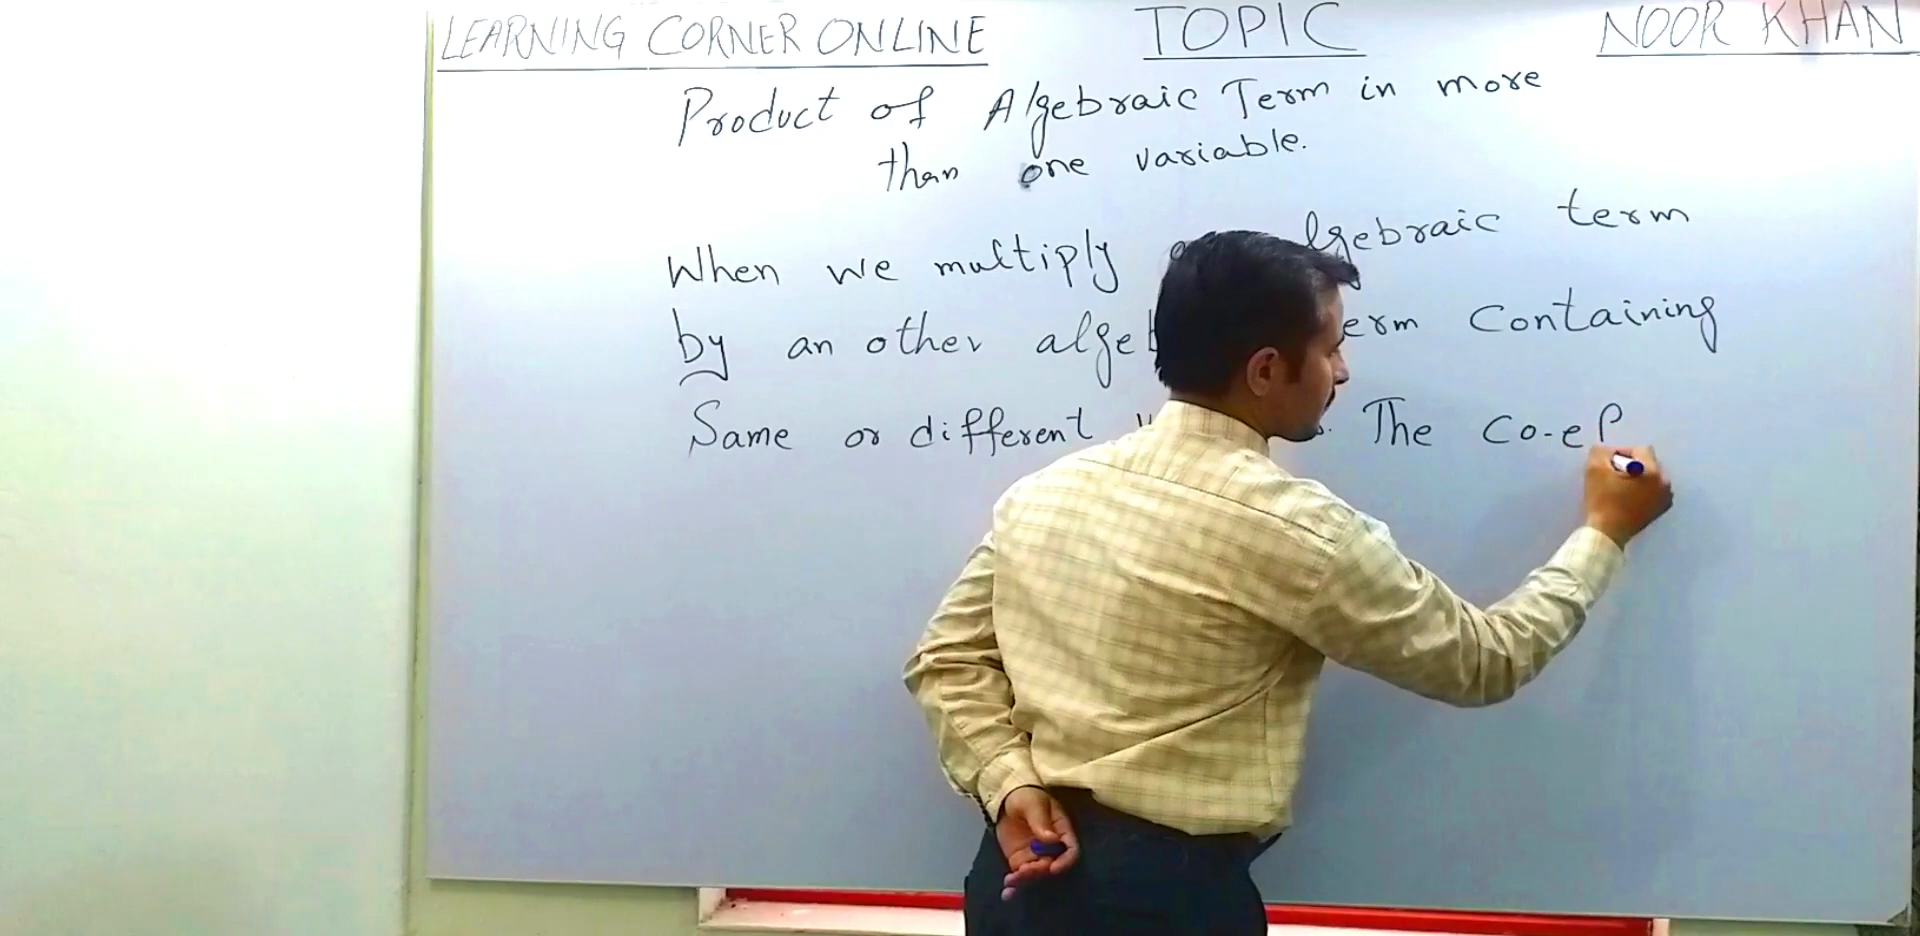 LEARNING CORNER ONLINE TOPIC NOOR KHAN
Product of Algebraic Term in more
than one variable.
When we multiply lgebraic term
by an other algeb erm Containing
Same or different The co-ef